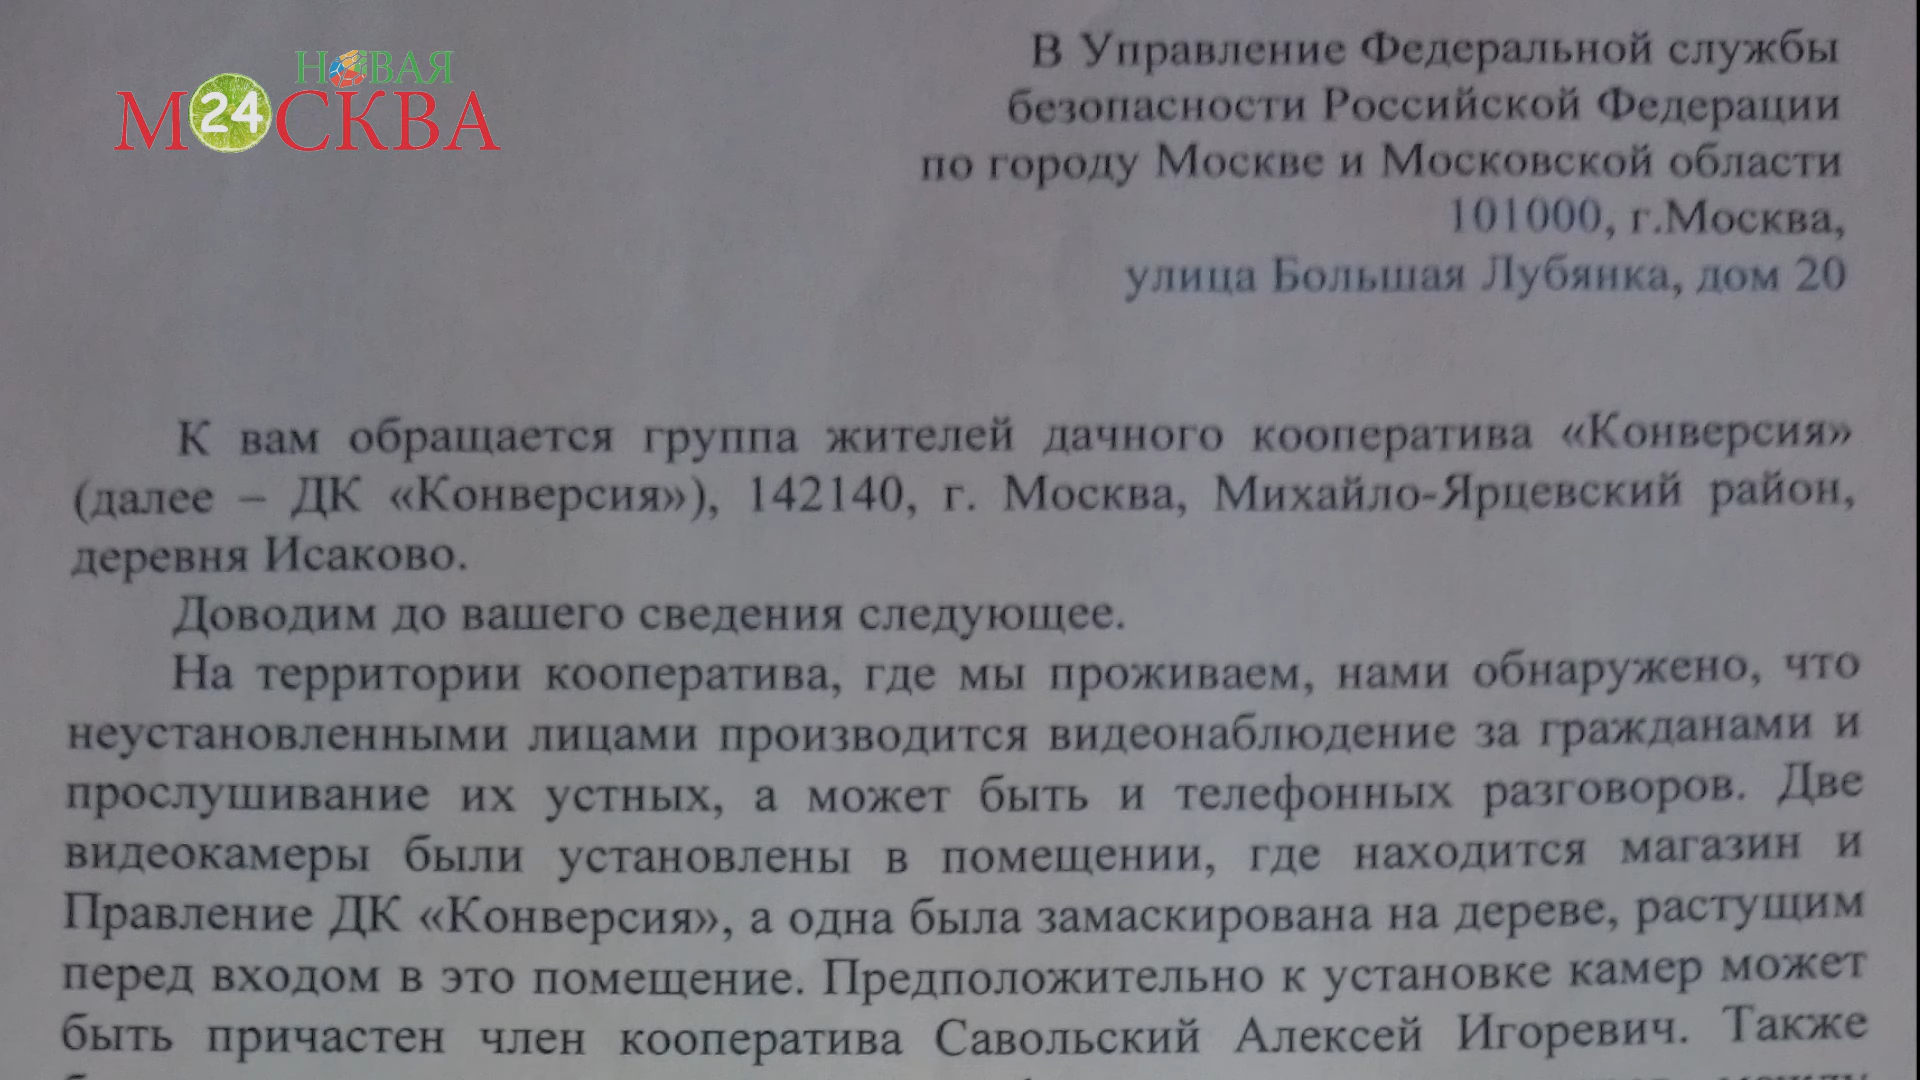 НОВАЯ
М24СКВА
В Управление Федеральной службы
безопасности Российской Федерации
по городу Москве и Московской области
101000, г.Москва,
улица Большая Лубянка, дом 20
К вам обращается группа жителей дачного кооператива «Конверсия»
(далее – ДК «Конверсия»), 142140, г. Москва, Михайло-Ярцевский район,
деревня Исаково.
Доводим до вашего сведения следующее.
На территории кооператива, где мы проживаем, нами обнаружено, что
неустановленными лицами производится видеонаблюдение за гражданами и
прослушивание их устных, а может быть и телефонных разговоров. Две
видеокамеры были установлены в помещении, где находится магазин и
Правление ДК «Конверсия», а одна была замаскирована на дереве, растущим
перед входом в это помещение. Предположительно к установке камер может
быть причастен член кооператива Савольский Алексей Игоревич. Также